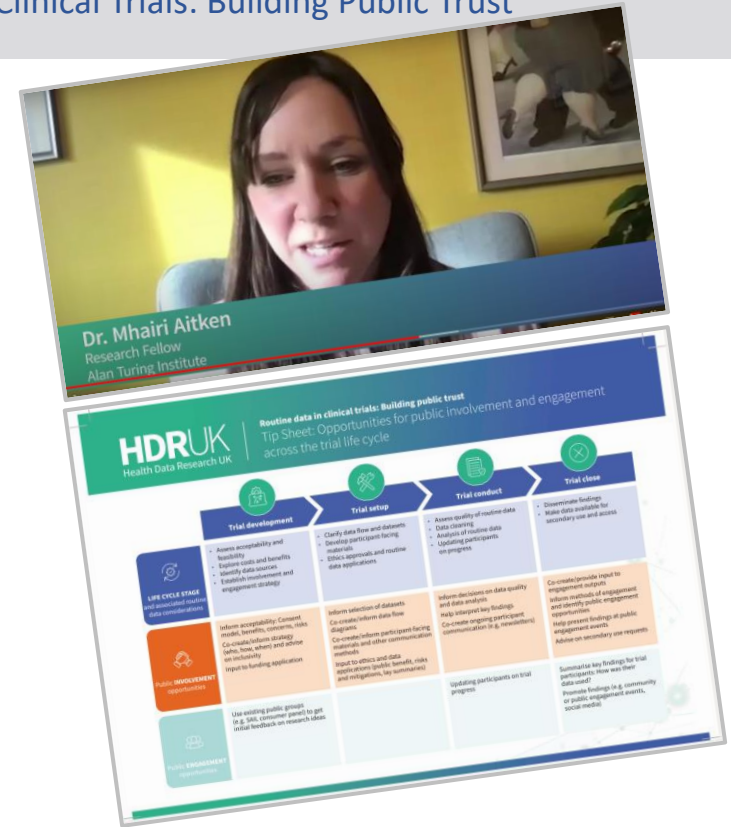 Clinical Trials: Building Public Trust
Dr. Mhairi Aitken
Research Fellow
Alan Turing Institute
HDRUK
Health Data Research UK
Routine data in clinical trials: Building public trust
Tip Sheet: Opportunities for public involvement and engagement
across the trial life cycle
Trial development
Trial setup
Trial conduct
Trial close
LIFE CYCLE STAGE
and associated routine
data considerations
• Assess acceptability and
feasibility
• Explore costs and benefits
• Identify data sources
• Establish involvement and
engagement strategy
• Clarify data flow and datasets
• Develop participant facing
materials
• Ethics approvals and routine
data applications
• Assess quality of routine data
• Data cleaning
• Analysis of routine data
• Updating participants
on progress
• Disseminate findings
• Make data available for
secondary use and access
Public INVOLVEMENT
opportunities
Inform acceptability: Consent
model, benefits, concerns, risks
Co-create/inform strategy
(who, how, when) and advise
on inclusivity
Input to funding application
Inform selection of datasets
Co-create/inform data flow
diagrams
Co-create/inform participant facing
materials and other communication
methods
Input to ethics and data
applications (public benefit, risks
and mitigations, lay summaries)
Inform decisions on data quality
and data analysis
Help interpret key findings
Co-create ongoing participant
communication (e.g. newsletters)
Co-create/provide input to
engagement outputs
Inform methods of engagement
and identify public engagement
opportunities
Help present findings at public
engagement events
Advise on secondary use requests
Public ENGAGEMENT
opportunities
Use existing public groups
(e.g. SAIL consumer panel) to get
initial feedback on research ideas
Updating participants on trial
progress
Summarise key findings for trial
participants: How was their
data used?
Promote findings (e.g. community
or public engagement events,
social media)